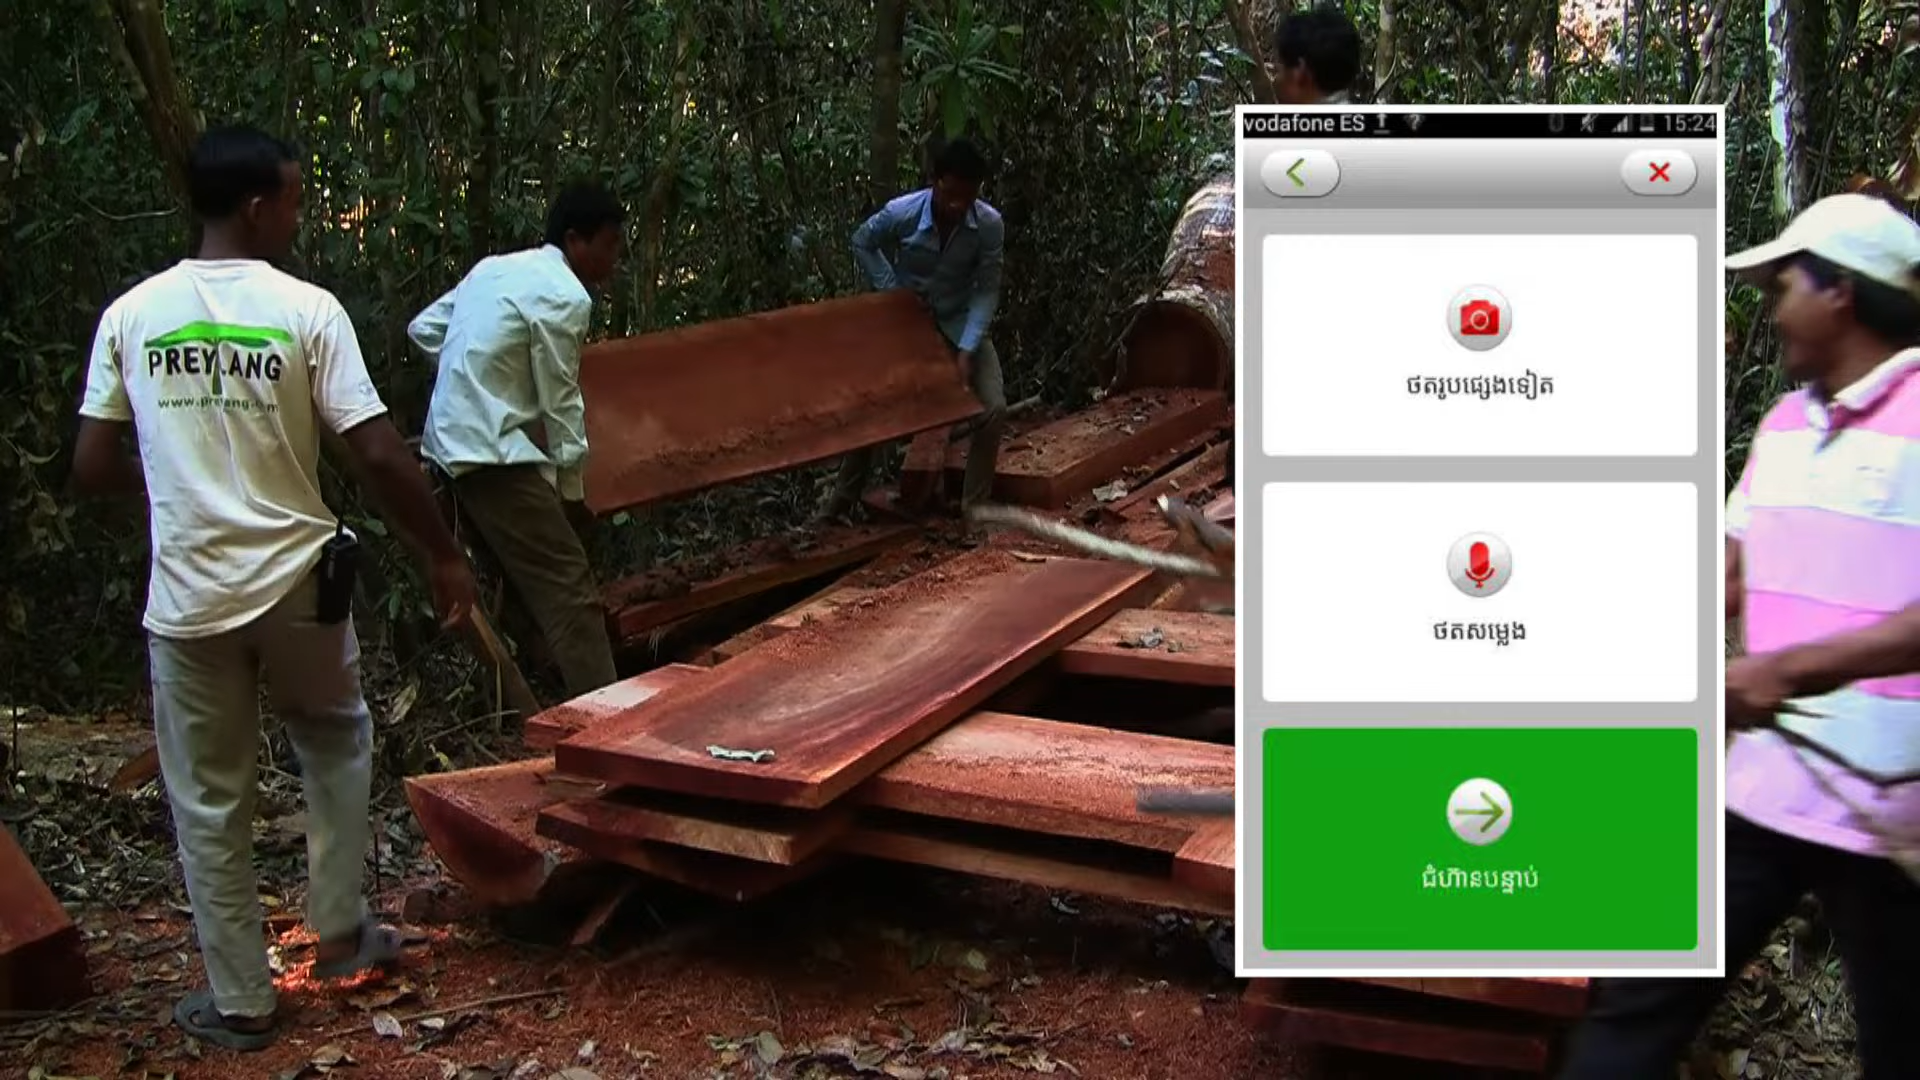 PREY LANG
vodafone ES
15:24
ថតរូបផ្សេងទៀត
ថតសម្លេង
ជំហ៊ានបន្ទាប់